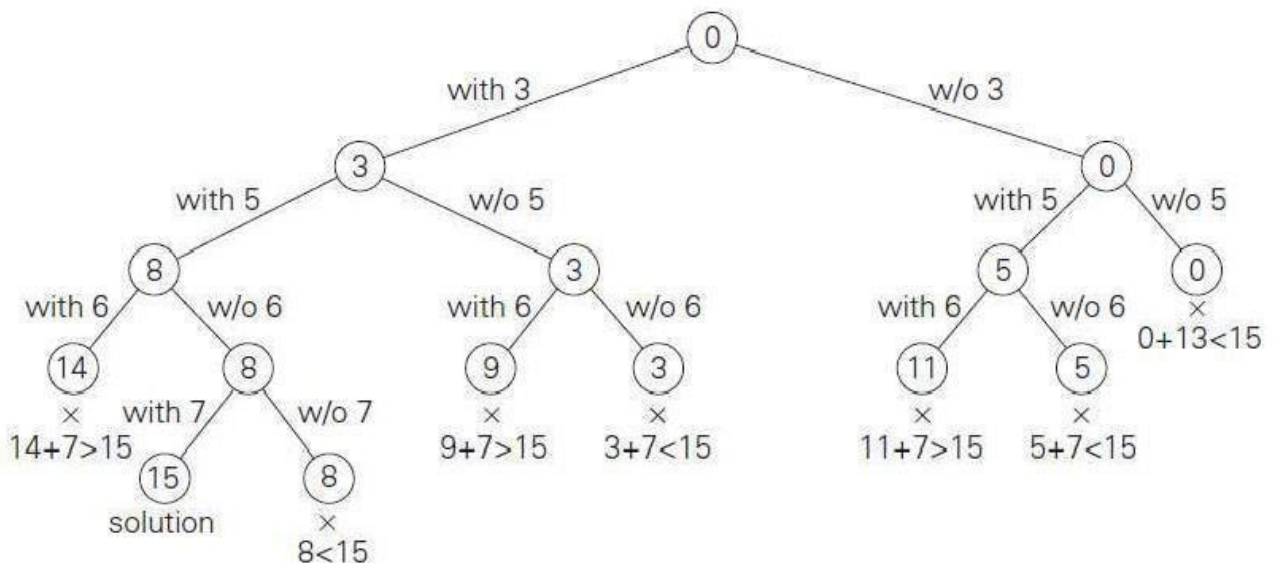 0
with 3
w/o 3
3
0
with 5
w/o 5
with 5
w/o 5
8
3
5
0
with 6
w/o 6
with 6
w/o 6
with 6
w/o 6
×
0+13<15
14
8
9
3
11
5
×
with 7
w/o 7
×
×
×
×
14+7>15
9+7>15
3+7<15
11+7>15
5+7<15
15
8
solution
×
8<15